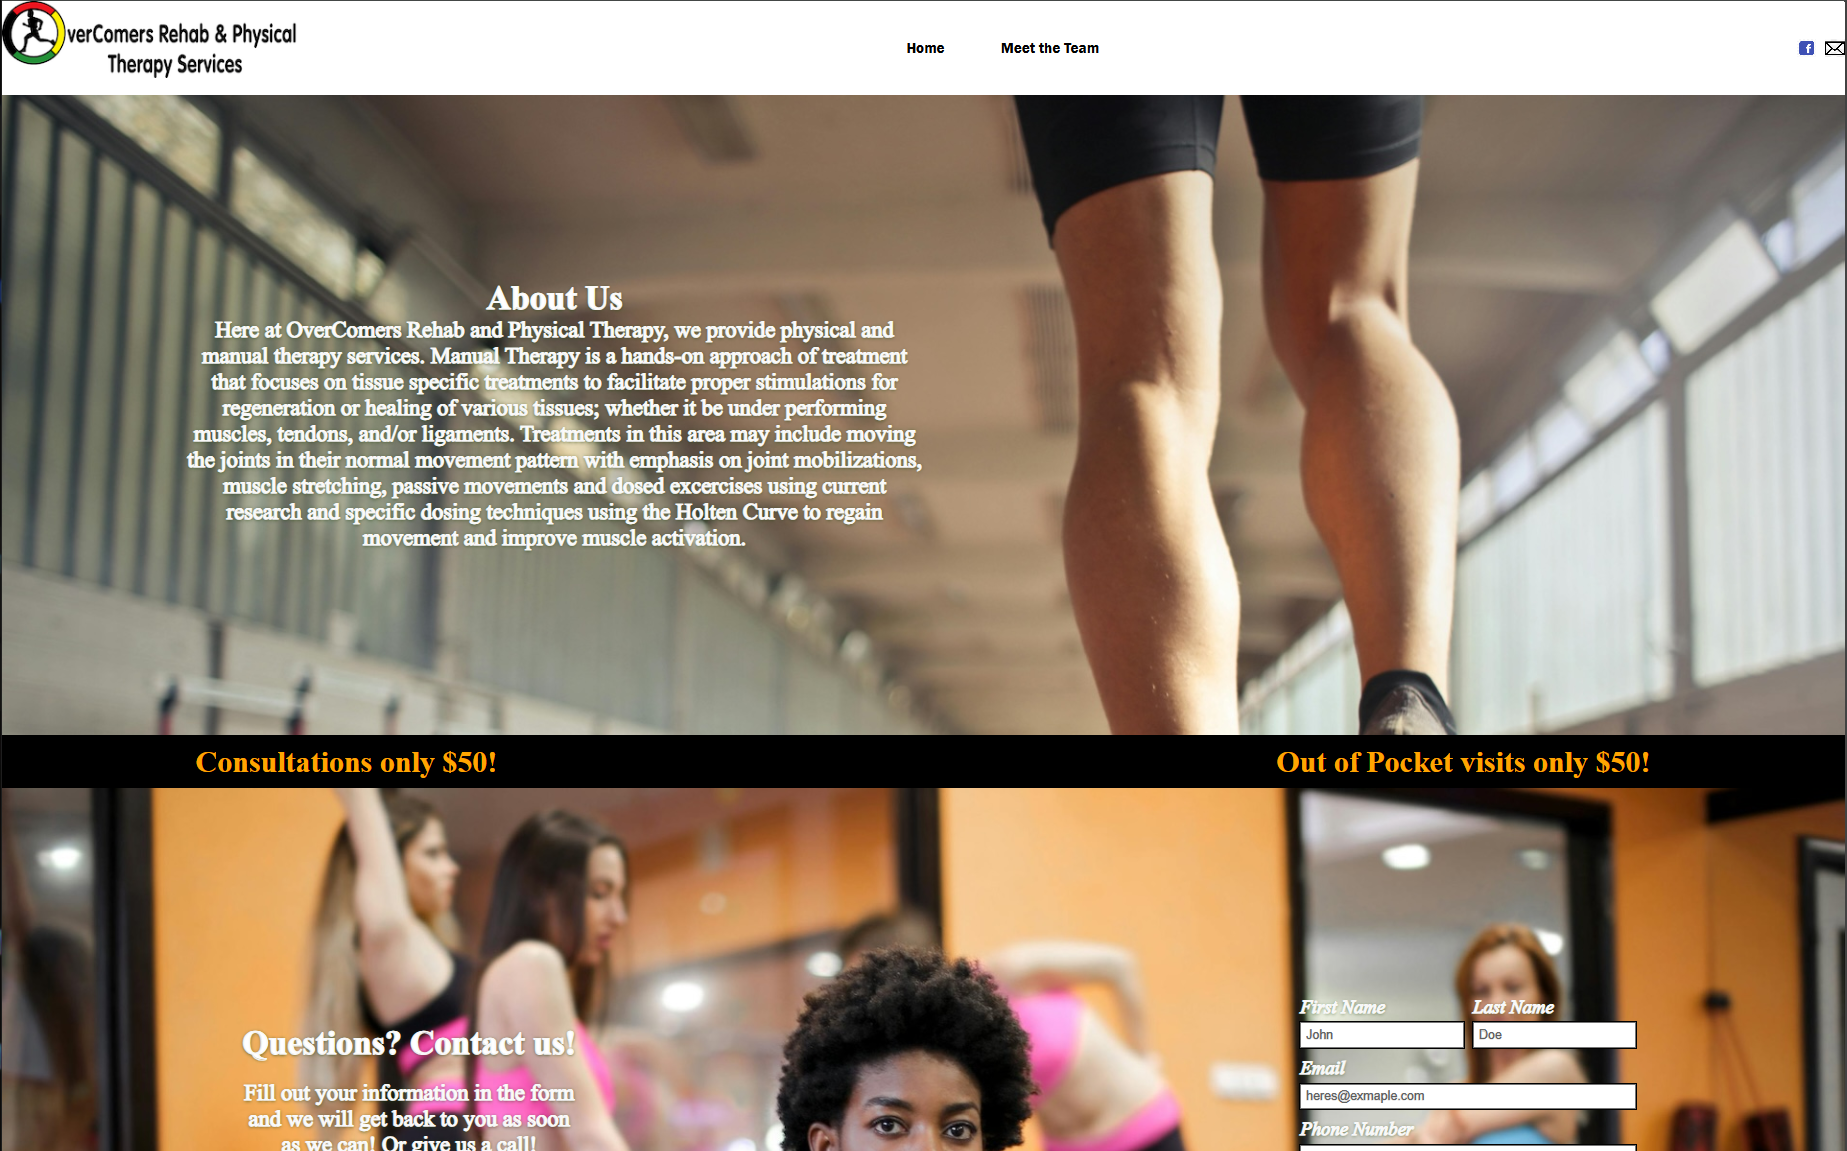 verComers Rehab & Physical
Therapy Services
Home
Meet the Team
f
About Us
Here at OverComers Rehab and Physical Therapy, we provide physical and
manual therapy services. Manual Therapy is a hands-on approach of treatment
that focuses on tissue specific treatments to facilitate proper stimulations for
regeneration or healing of various tissues; whether it be under performing
muscles, tendons, and/or ligaments. Treatments in this area may include moving
the joints in their normal movement pattern with emphasis on joint mobilizations,
muscle stretching, passive movements and dosed excercises using current
research and specific dosing techniques using the Holten Curve to regain
movement and improve muscle activation.
Consultations only $50!
Out of Pocket visits only $50!
Questions? Contact us!
Fill out your information in the form
and we will get back to you as soon
as we can! Or give us a call!
First Name
Last Name
John
Doe
Email
heres@exmaple.com
Phone Number